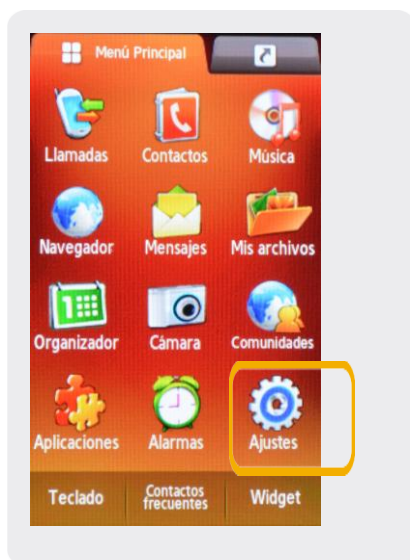 Menú Principal
Llamadas Contactos Música
Navegador Mensajes Mis archivos
Organizador Cámara Comunidades
Aplicaciones Alarmas Ajustes
Teclado Contactos frecuentes Widget